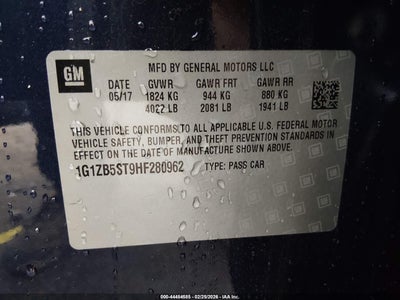 GM
MFD BY GENERAL MOTORS LLC
DATE GVWR GAWR FRT GAWR RR
05/17 1824 KG 944 KG 880 KG
4022 LB 2081 LB 1941 LB
THIS VEHICLE CONFORMS TO ALL APPLICABLE U.S. FEDERAL MOTOR
VEHICLE SAFETY, BUMPER, AND THEFT PREVENTION STANDARDS IN
EFFECT ON THE DATE OF MANUFACTURE SHOWN ABOVE.
1G1ZB5ST9HF280962 TYPE: PASS CAR
000-44484685 - 02/25/2026 - IAA, Inc.